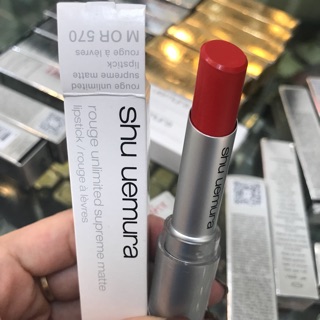 M OR 570
rouge à lèvres
lipstick
supreme matte
rouge unlimited
shu uemura
rouge unlimited supreme matte
lipstick / rouge à lèvres
shu uemura